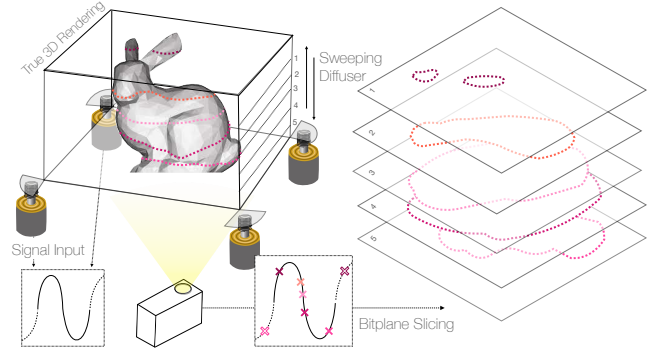 True 3D Rendering
Sweeping
Diffuser
1
2
3
4
5
1
2
3
4
5
Signal Input
Bitplane Slicing